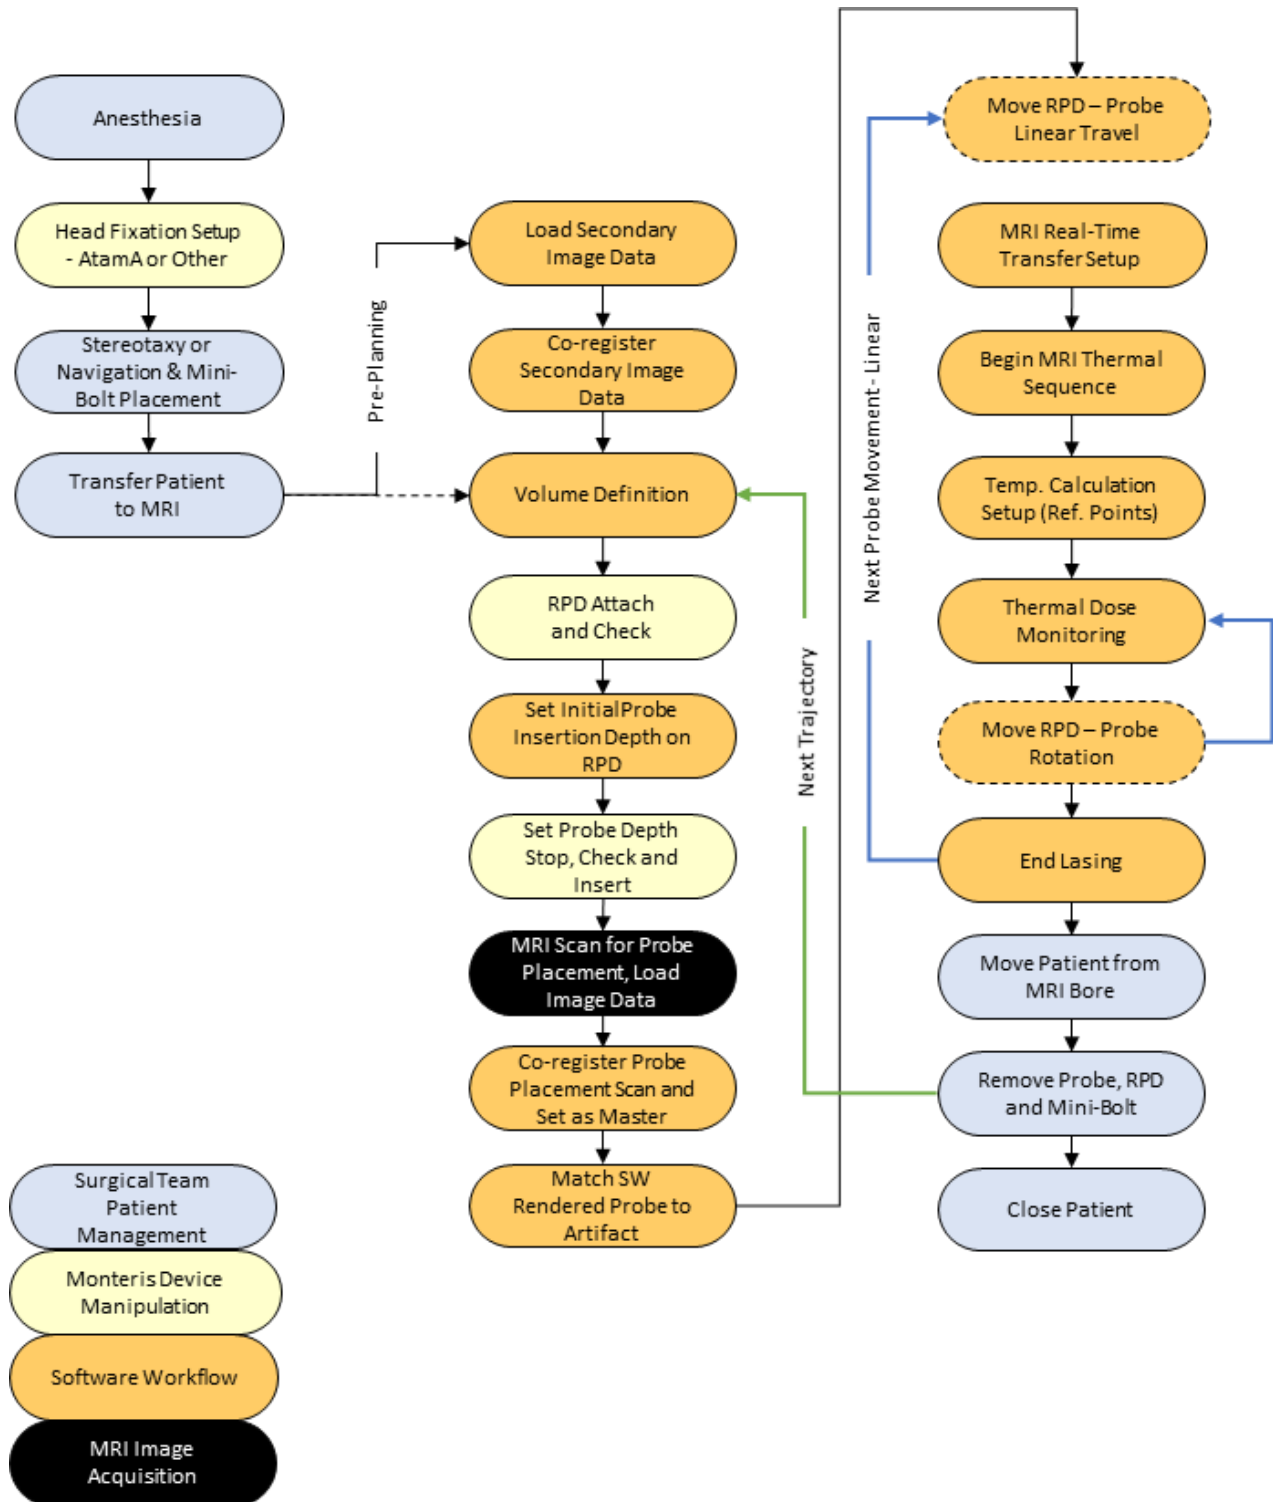 Anesthesia
Head Fixation Setup
- AtamA or Other
Stereotaxy or
Navigation & Mini-
Bolt Placement
Transfer Patient
to MRI
Pre-Planning
Load Secondary
Image Data
Co-register
Secondary Image
Data
Volume Definition
RPD Attach
and Check
Set Initial Probe
Insertion Depth on
RPD
Set Probe Depth
Stop, Check and
Insert
MRI Scan for Probe
Placement, Load
Image Data
Co-register Probe
Placement Scan and
Set as Master
Match SW
Rendered Probe to
Artifact
Next Trajectory
Next Probe Movement - Linear
Move RPD – Probe
Linear Travel
MRI Real-Time
Transfer Setup
Begin MRI Thermal
Sequence
Temp. Calculation
Setup (Ref. Points)
Thermal Dose
Monitoring
Move RPD – Probe
Rotation
End Lasing
Move Patient from
MRI Bore
Remove Probe, RPD
and Mini-Bolt
Close Patient
Surgical Team
Patient
Management
Monteris Device
Manipulation
Software Workflow
MRI Image
Acquisition